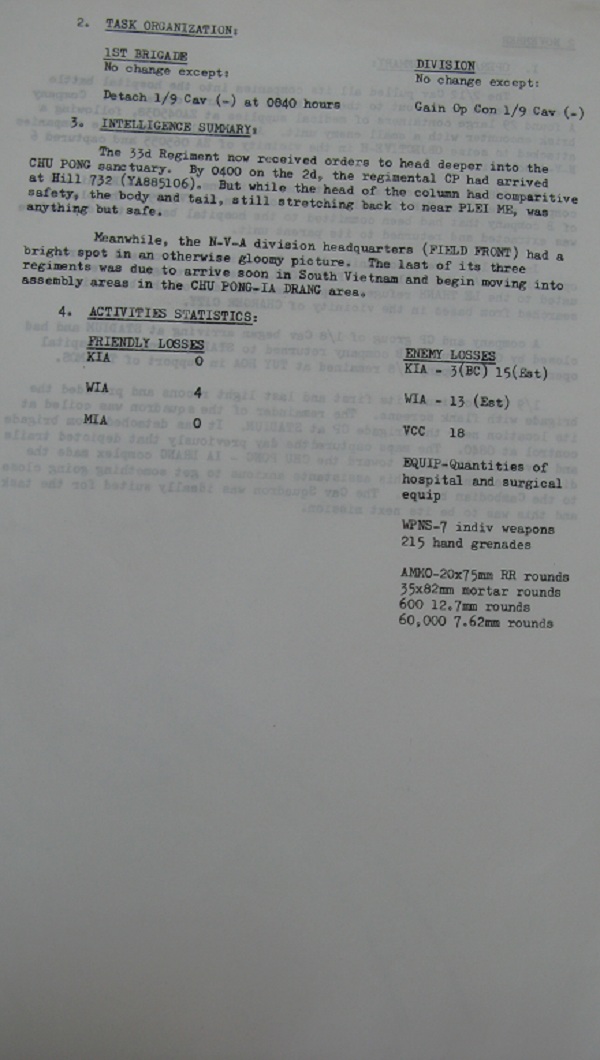 2. TASK ORGANIZATION:
1ST BRIGADE
No change except:
Detach 1/9 Cav (-) at 0840 hours
DIVISION
No change except:
Gain Op Con 1/9 Cav (-)
3. INTELLIGENCE SUMMARY:
The 33d Regiment now received orders to head deeper into the
CHU PONG sanctuary. By 0400 on the 2d, the regimental CP had arrived
at Hill 732 (YA885106). But while the head of the column had comparitive
safety, the body and tail, still stretching back to near PLEI ME, was
anything but safe.
Meanwhile, the N-V-A division headquarters (FIELD FRONT) had a
bright spot in an otherwise gloomy picture. The last of its three
regiments was due to arrive soon in South Vietnam and begin moving into
assembly areas in the CHU PONG-IA DRANG area.
4. ACTIVITIES STATISTICS:
FRIENDLY LOSSES
KIA 0
WIA 4
MIA 0
ENEMY LOSSES
KIA - 3(BC) 15(Est)
WIA - 13 (Est)
VCC 18
EQUIP-Quantities of
hospital and surgical
equip
WPNS-7 indiv weapons
215 hand grenades
AMMO-20x75mm RR rounds
35x82mm mortar rounds
600 12.7mm rounds
60,000 7.62mm rounds